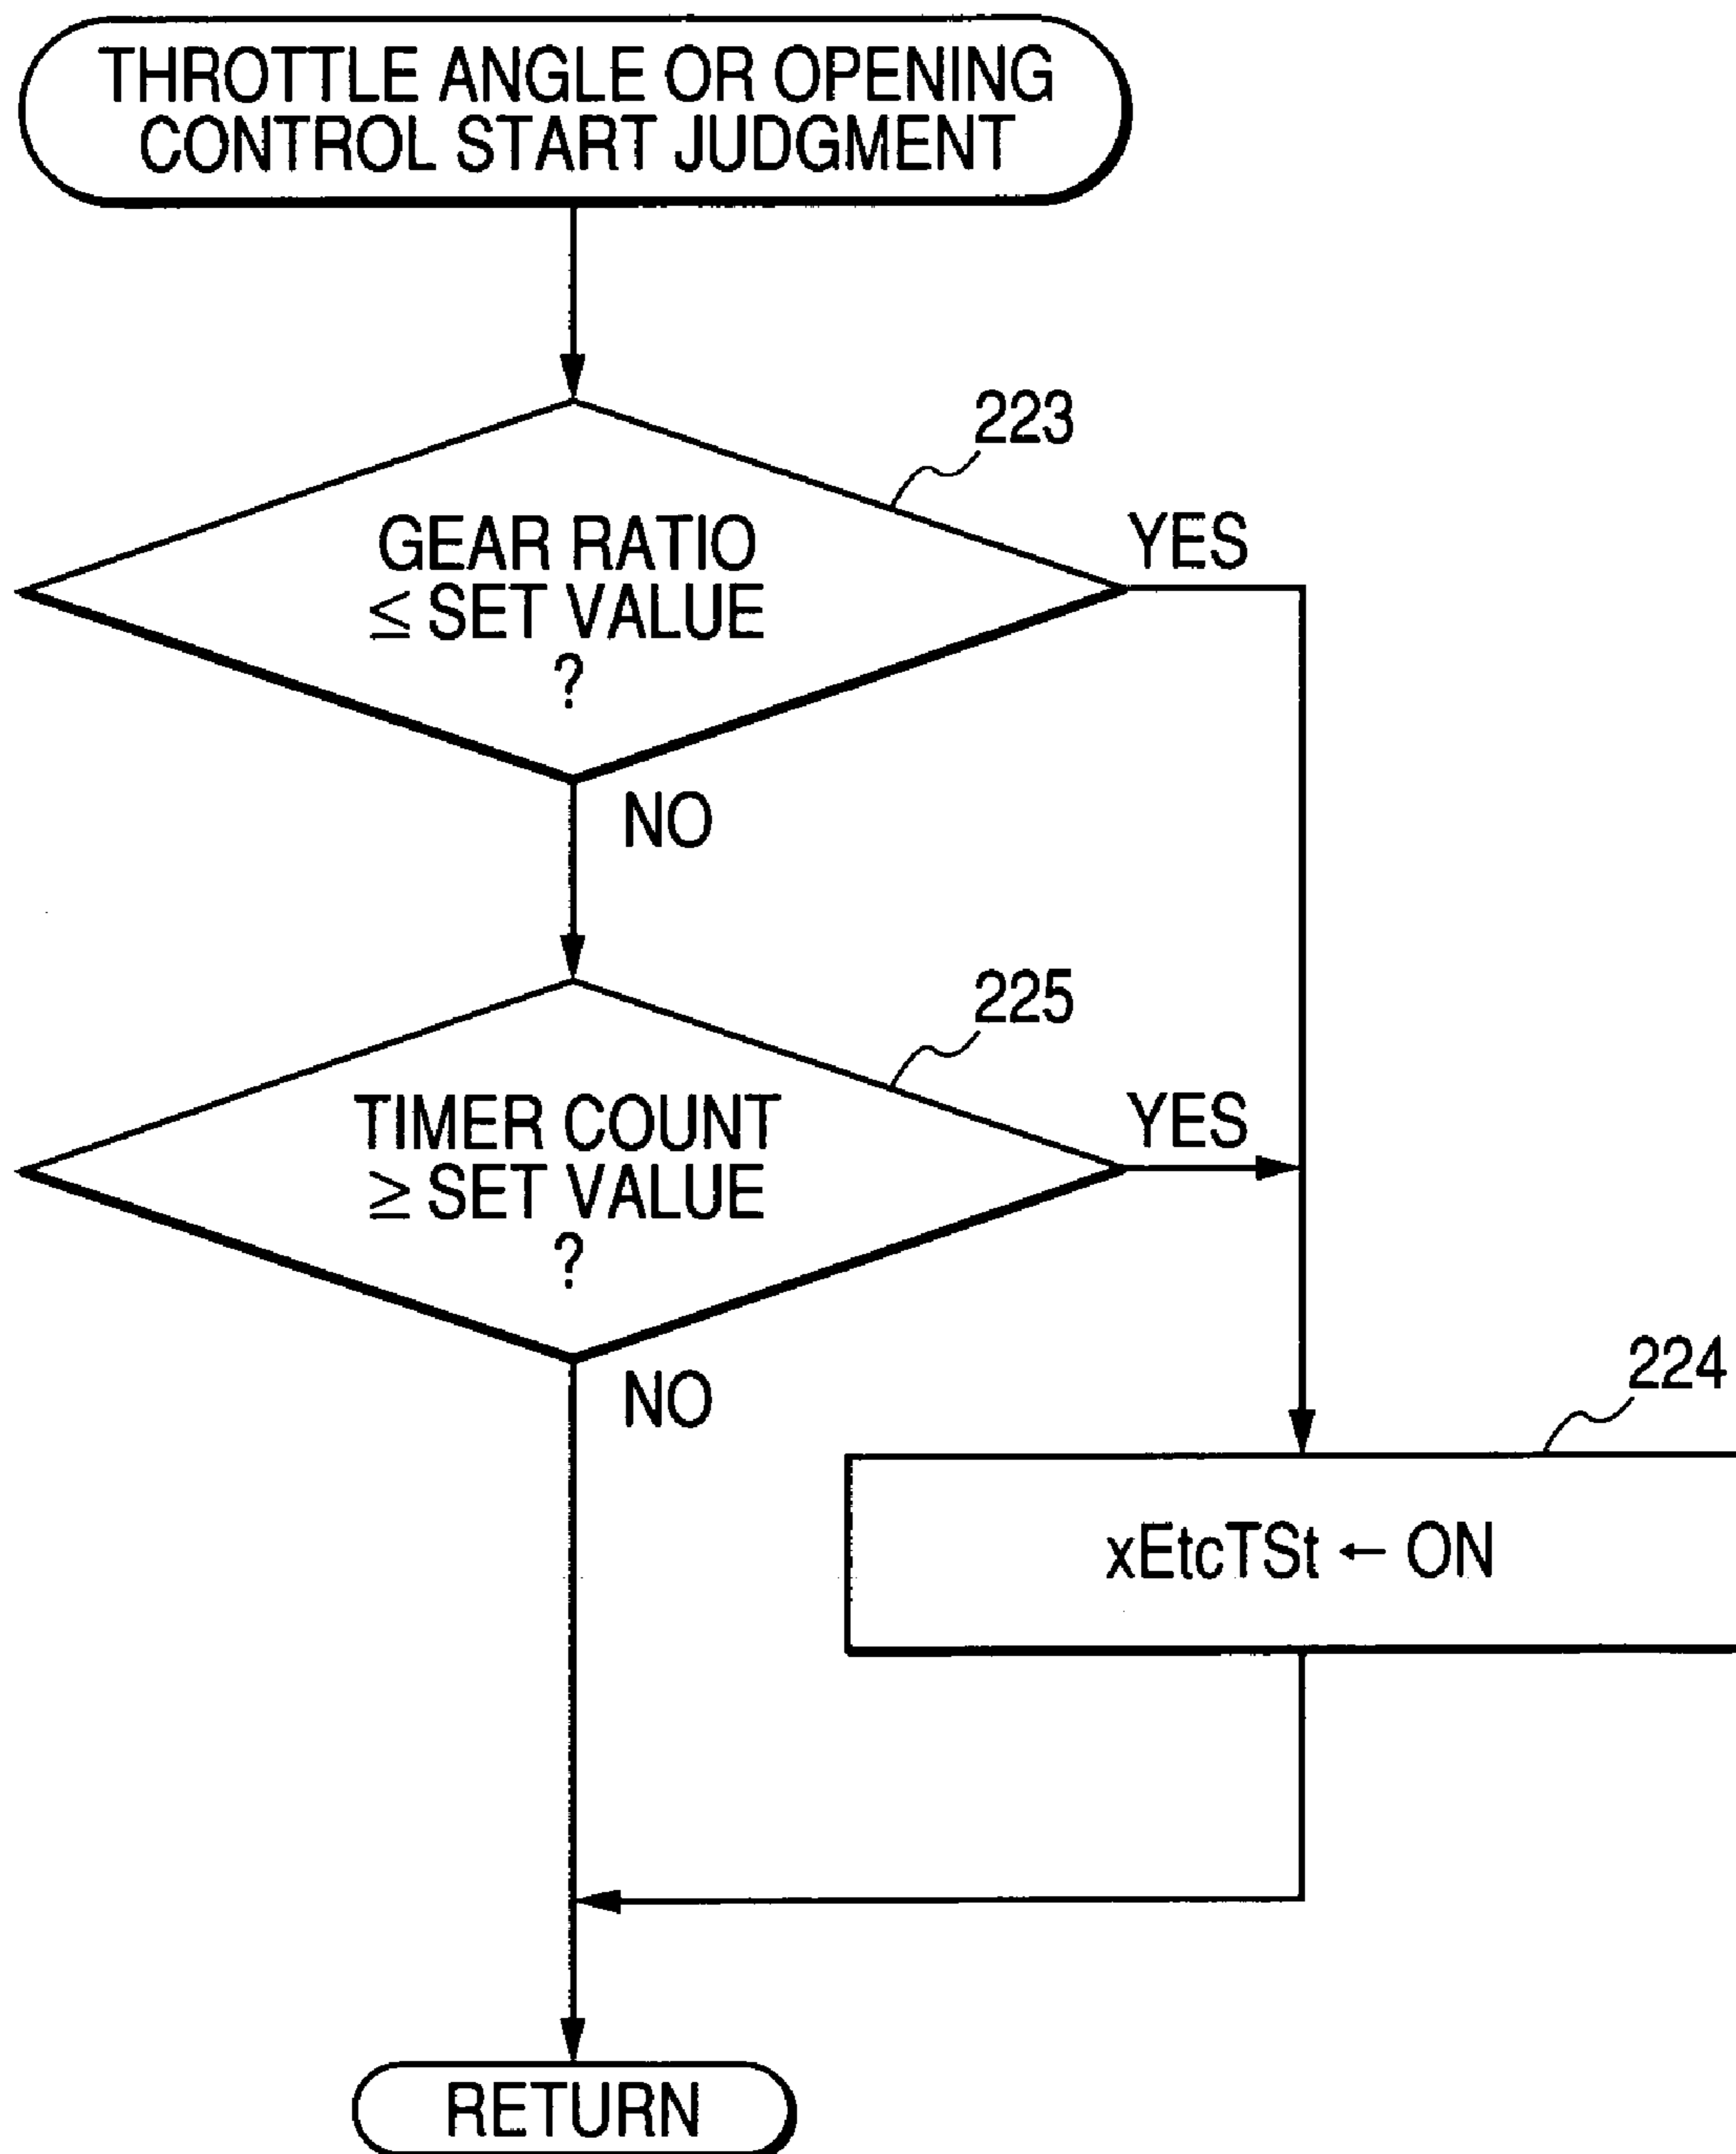 THROTTLE ANGLE OR OPENING
CONTROL START JUDGMENT
223
GEAR RATIO
≤ SET VALUE
?
YES
NO
225
TIMER COUNT
≥ SET VALUE
?
YES
NO
224
xEtcTSt ← ON
RETURN